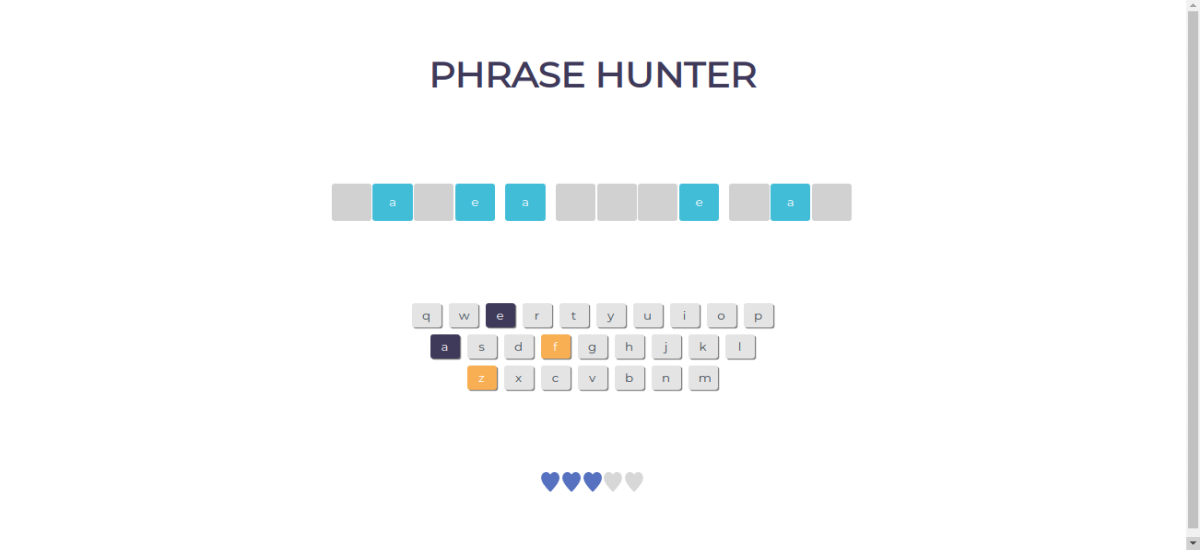 PHRASE HUNTER
a e a e a
q w e r t y u i o p
a s d f g h j k l
z x c v b n m